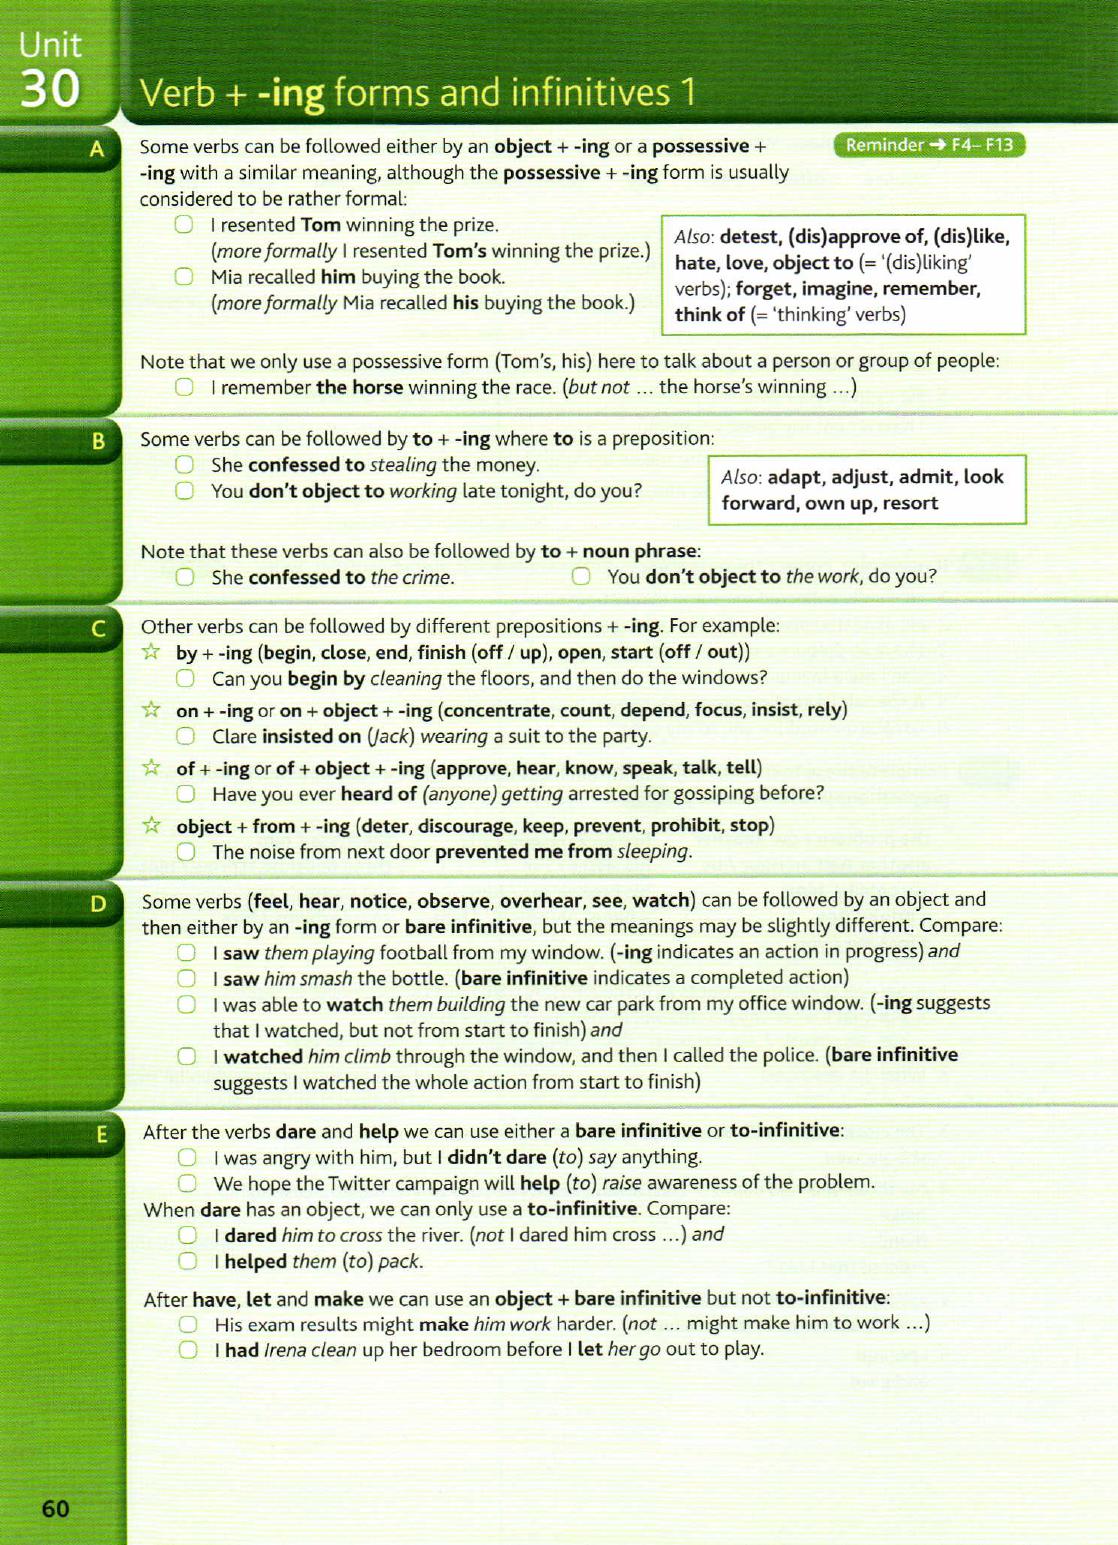 Unit
30
Verb + -ing forms and infinitives 1
A
Some verbs can be followed either by an object + -ing or a possessive +
Reminder → F4– F13
-ing with a similar meaning, although the possessive + -ing form is usually
considered to be rather formal:
I resented Tom winning the prize.
(more formally I resented Tom's winning the prize.)
Mia recalled him buying the book.
(more formally Mia recalled his buying the book.)
Also: detest, (dis)approve of, (dis)like,
hate, love, object to (= '(dis)liking'
verbs); forget, imagine, remember,
think of (= 'thinking' verbs)
Note that we only use a possessive form (Tom's, his) here to talk about a person or group of people:
I remember the horse winning the race. (but not ... the horse's winning ...)
B
Some verbs can be followed by to + -ing where to is a preposition:
She confessed to stealing the money.
You don't object to working late tonight, do you?
Also: adapt, adjust, admit, look
forward, own up, resort
Note that these verbs can also be followed by to + noun phrase:
She confessed to the crime.
You don't object to the work, do you?
C
Other verbs can be followed by different prepositions + -ing. For example:
☆ by + -ing (begin, close, end, finish (off / up), open, start (off / out))
Can you begin by cleaning the floors, and then do the windows?
☆ on + -ing or on + object + -ing (concentrate, count, depend, focus, insist, rely)
Clare insisted on (Jack) wearing a suit to the party.
☆ of + -ing or of + object + -ing (approve, hear, know, speak, talk, tell)
Have you ever heard of (anyone) getting arrested for gossiping before?
☆ object + from + -ing (deter, discourage, keep, prevent, prohibit, stop)
The noise from next door prevented me from sleeping.
D
Some verbs (feel, hear, notice, observe, overhear, see, watch) can be followed by an object and
then either by an -ing form or bare infinitive, but the meanings may be slightly different. Compare:
I saw them playing football from my window. (-ing indicates an action in progress) and
I saw him smash the bottle. (bare infinitive indicates a completed action)
I was able to watch them building the new car park from my office window. (-ing suggests
that I watched, but not from start to finish) and
I watched him climb through the window, and then I called the police. (bare infinitive
suggests I watched the whole action from start to finish)
E
After the verbs dare and help we can use either a bare infinitive or to-infinitive:
I was angry with him, but I didn't dare (to) say anything.
We hope the Twitter campaign will help (to) raise awareness of the problem.
When dare has an object, we can only use a to-infinitive. Compare:
I dared him to cross the river. (not I dared him cross ...) and
I helped them (to) pack.
After have, let and make we can use an object + bare infinitive but not to-infinitive:
His exam results might make him work harder. (not ... might make him to work ...)
I had Irena clean up her bedroom before I let her go out to play.
60